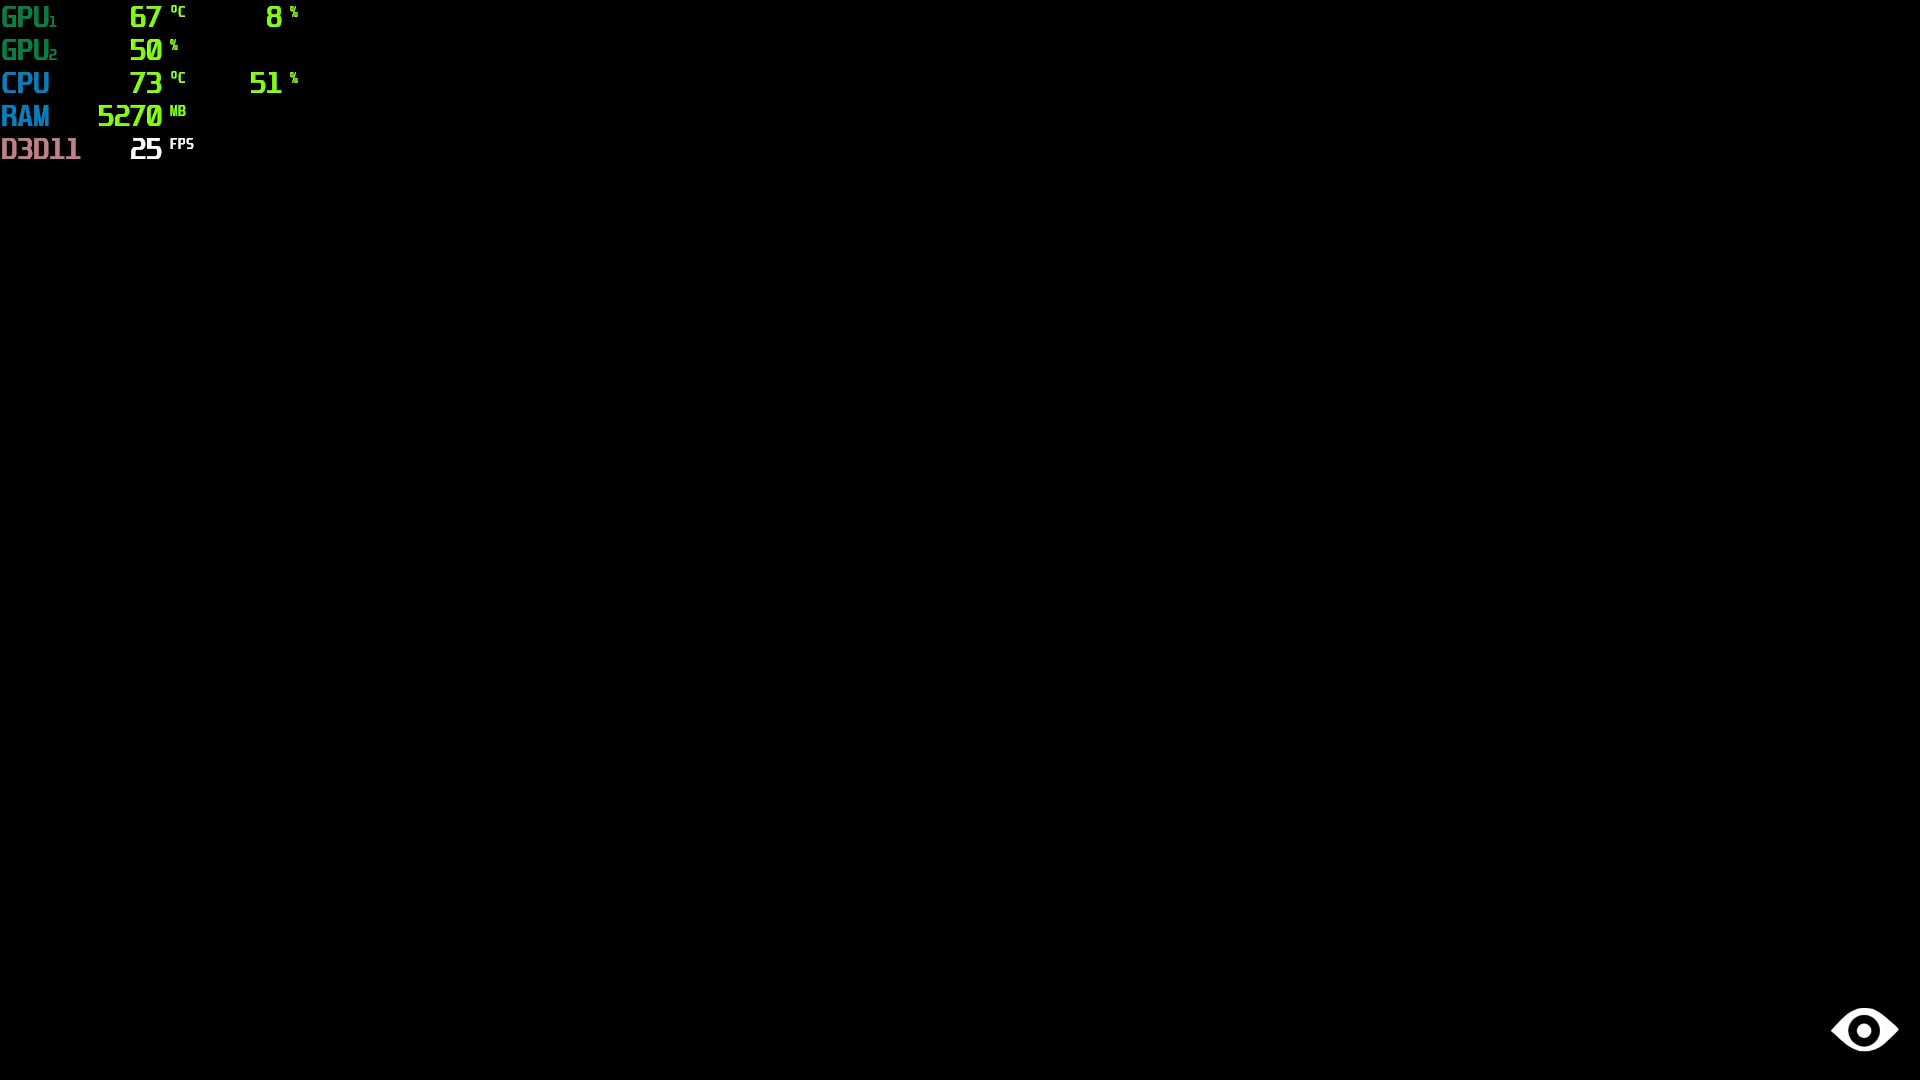 GPU1 67 °C 8 %
GPU2 50 %
CPU 73 °C 51 %
RAM 5270 MB
D3D11 25 FPS